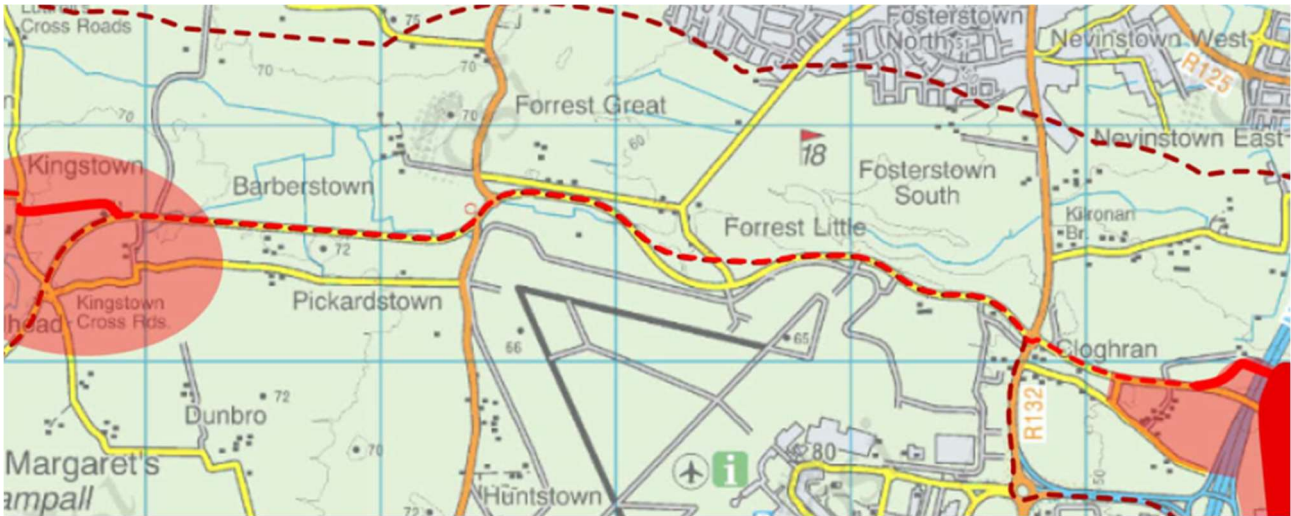 Cross Roads
75
Fosterstown
North
Nevinstown West
R125
70
70
70
70
Forrest Great
60
18
Nevinstown East
Kingstown
Barberstown
Fosterstown
South
72
Forrest Little
Kilronan
Br.
Pickardstown
Kingstown
Cross Rds.
lhead
66
65
Cloghran
Dunbro
72
R132
70
80
i
50
Margaret's
ampall
Huntstown
72